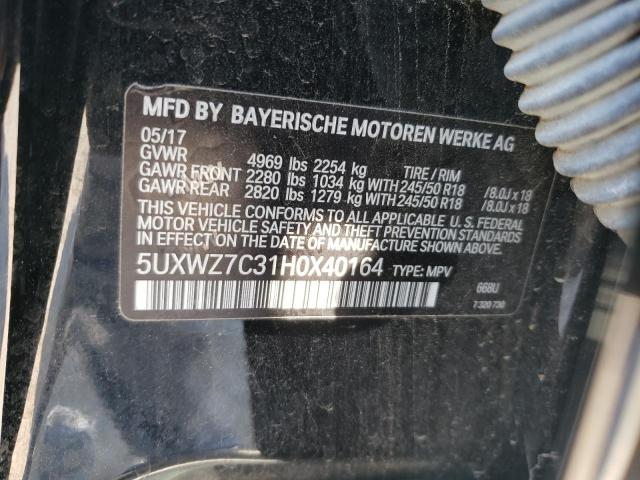 MFD BY BAYERISCHE MOTOREN WERKE AG
05/17
GVWR 4969 lbs 2254 kg TIRE / RIM
GAWR FRONT 2280 lbs 1034 kg WITH 245/50 R18 /8.0J x 18
GAWR REAR 2820 lbs 1279 kg WITH 245/50 R18 /8.0J x 18
THIS VEHICLE CONFORMS TO ALL APPLICABLE U.S. FEDERAL
MOTOR VEHICLE SAFETY AND THEFT PREVENTION STANDARDS
IN EFFECT ON THE DATE OF MANUFACTURE SHOWN ABOVE.
5UXWZ7C31H0X40164 TYPE: MPV
668U
7 320 730